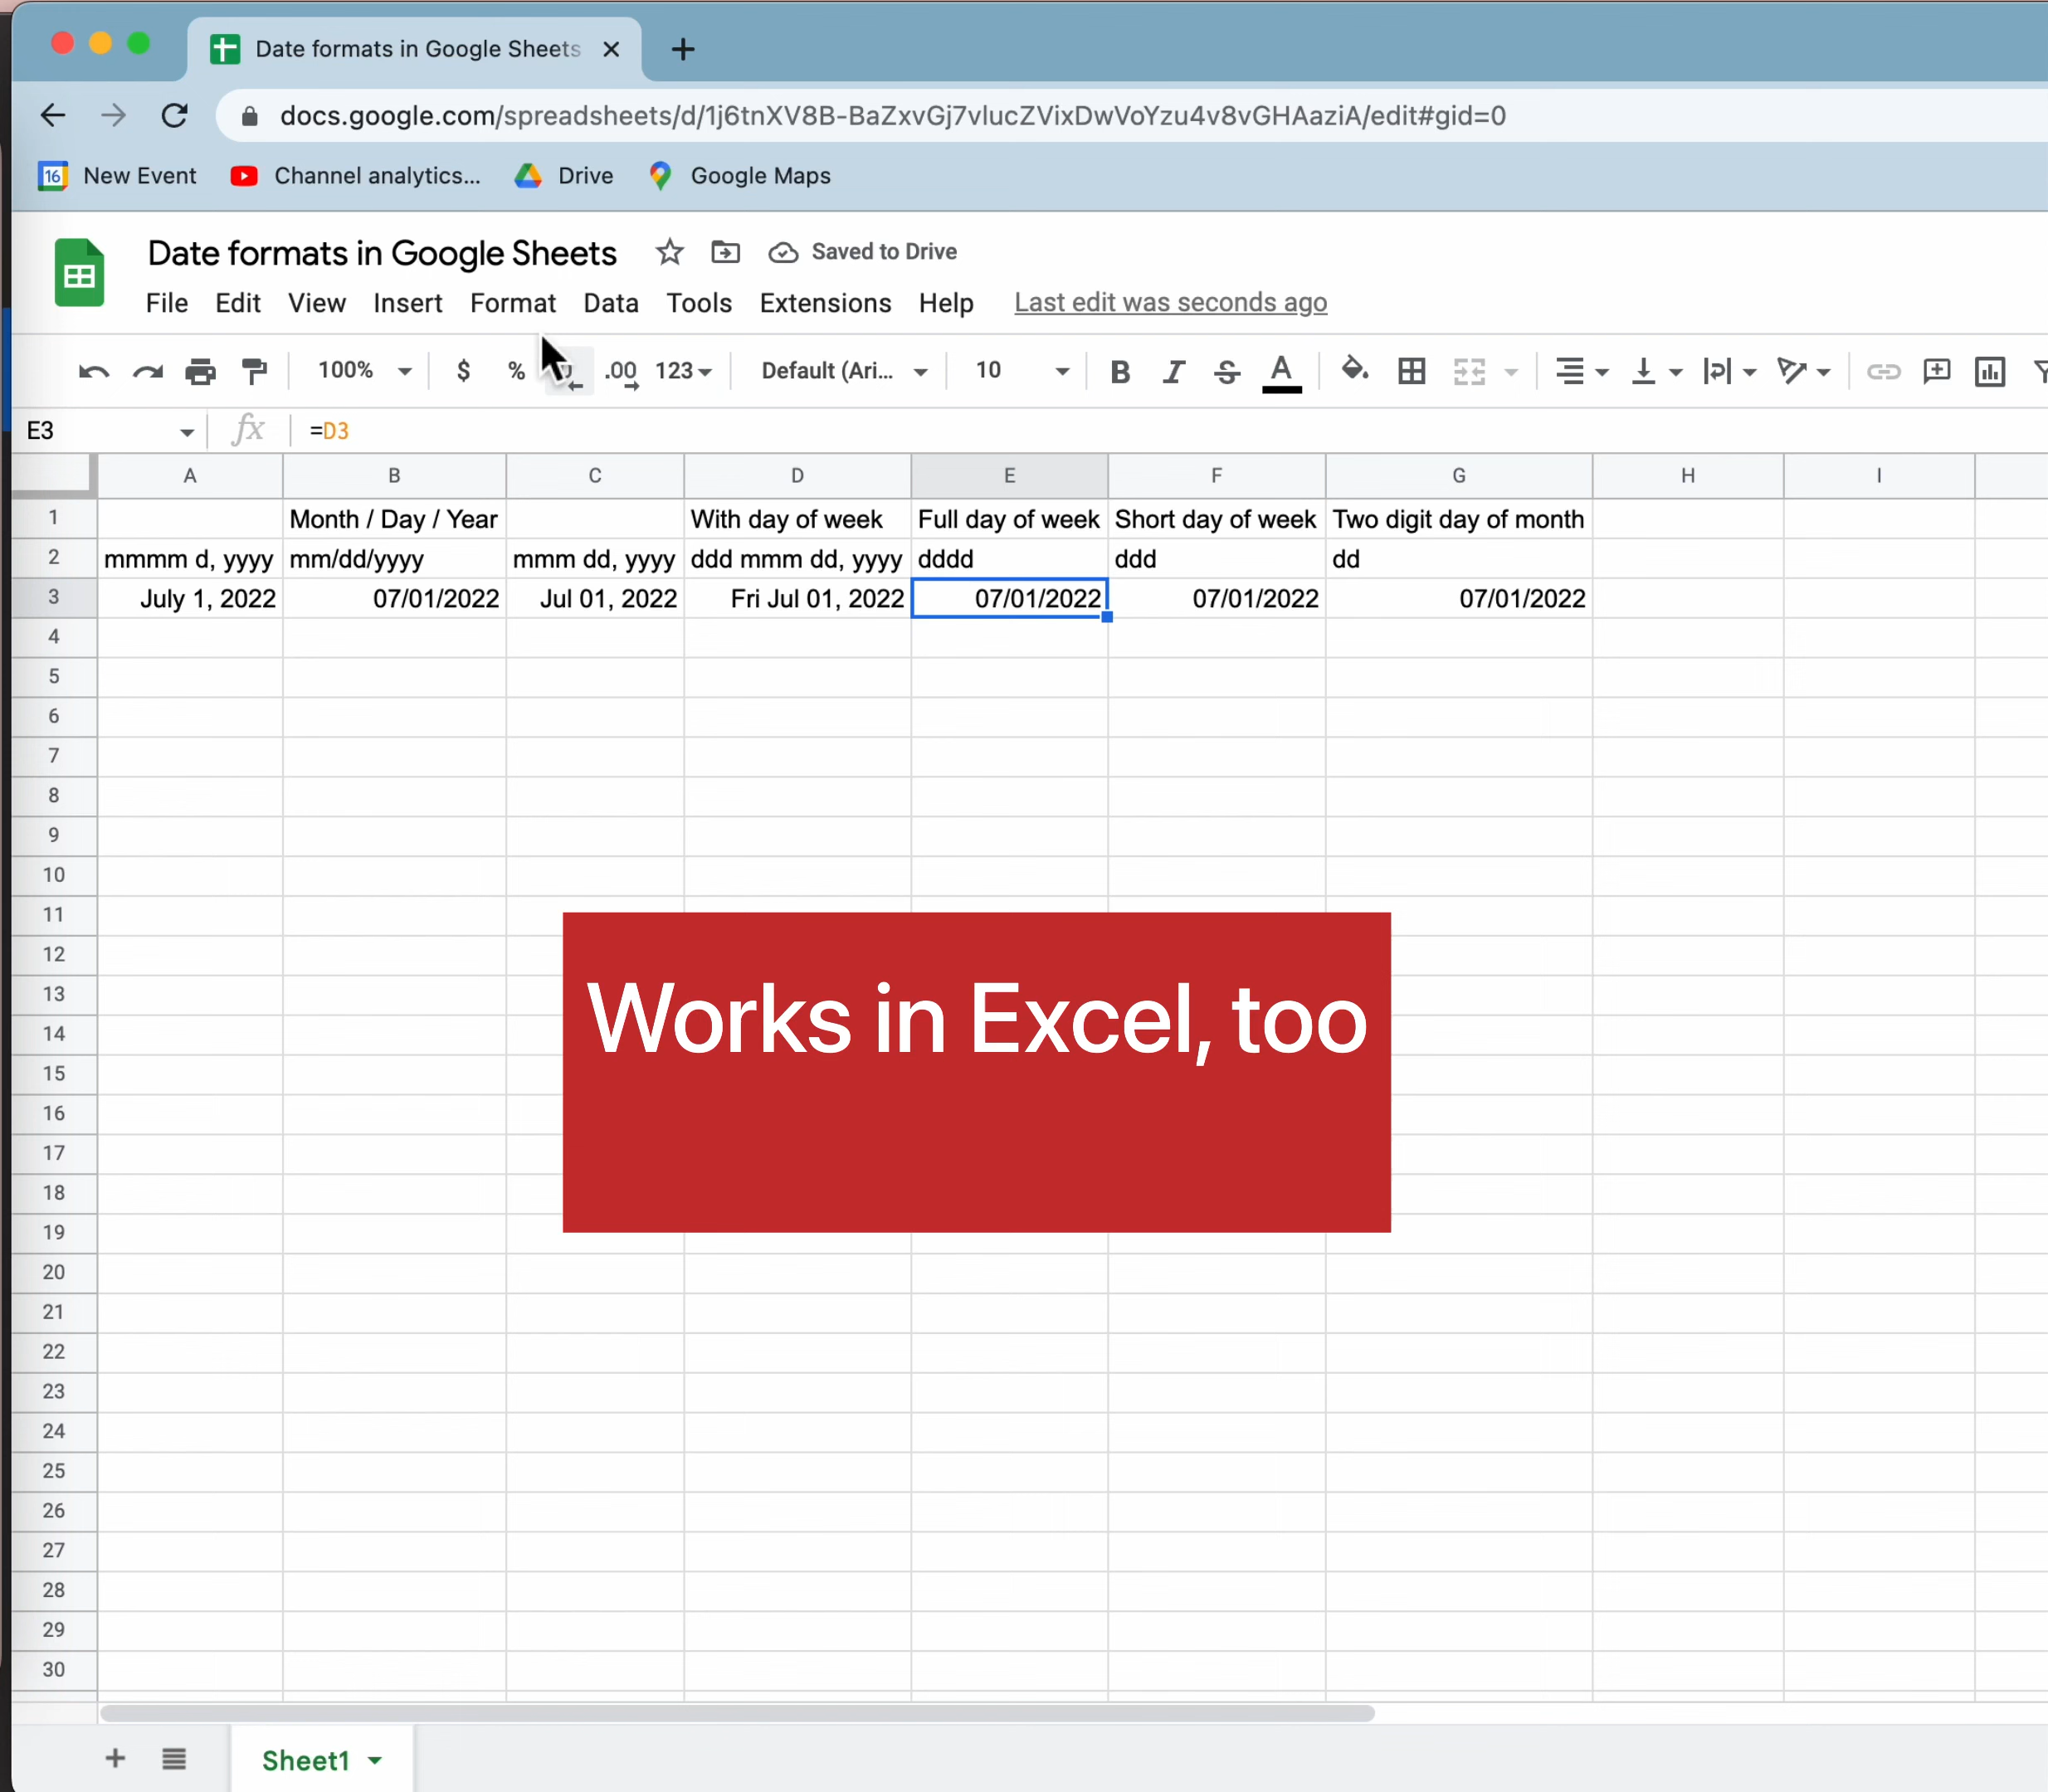 Date formats in Google Sheets
docs.google.com/spreadsheets/d/1j6tnXV8B-BaZxvGj7vlucZVixDwVoYzu4v8vGHAaziA/edit#gid=0
16 New Event Channel analytics... Drive Google Maps
Date formats in Google Sheets Saved to Drive
File Edit View Insert Format Data Tools Extensions Help Last edit was seconds ago
100% $ % .00 123 Default (Ari... 10 B I S A
E3 fx =D3
A B C D E F G H I
1 Month / Day / Year With day of week Full day of week Short day of week Two digit day of month
2 mmmm d, yyyy mm/dd/yyyy mmm dd, yyyy ddd mmm dd, yyyy dddd ddd dd
3 July 1, 2022 07/01/2022 Jul 01, 2022 Fri Jul 01, 2022 07/01/2022 07/01/2022 07/01/2022
4
5
6
7
8
9
10
11
12
13
Works in Excel, too
14
15
16
17
18
19
20
21
22
23
24
25
26
27
28
29
30
Sheet1